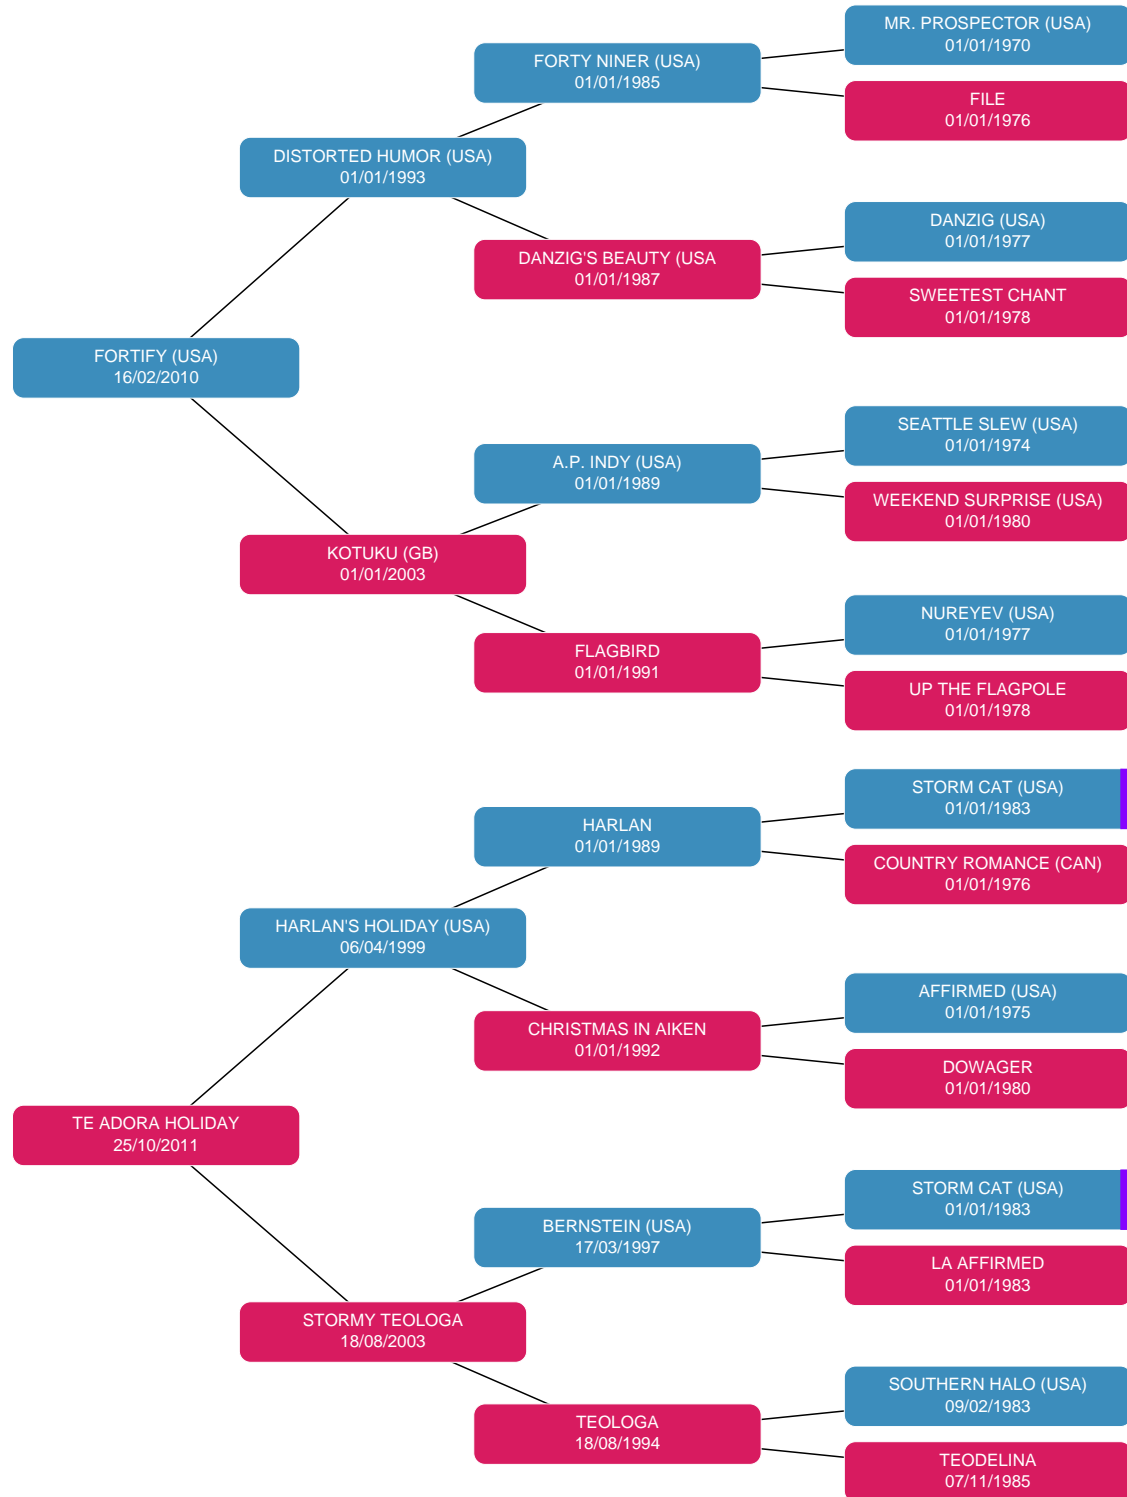 MR. PROSPECTOR (USA)
01/01/1970
FORTY NINER (USA)
01/01/1985
FILE
01/01/1976
DISTORTED HUMOR (USA)
01/01/1993
DANZIG (USA)
01/01/1977
DANZIG'S BEAUTY (USA
01/01/1987
SWEETEST CHANT
01/01/1978
FORTIFY (USA)
16/02/2010
SEATTLE SLEW (USA)
01/01/1974
A.P. INDY (USA)
01/01/1989
WEEKEND SURPRISE (USA)
01/01/1980
KOTUKU (GB)
01/01/2003
NUREYEV (USA)
01/01/1977
FLAGBIRD
01/01/1991
UP THE FLAGPOLE
01/01/1978
STORM CAT (USA)
01/01/1983
HARLAN
01/01/1989
COUNTRY ROMANCE (CAN)
01/01/1976
HARLAN'S HOLIDAY (USA)
06/04/1999
AFFIRMED (USA)
01/01/1975
CHRISTMAS IN AIKEN
01/01/1992
DOWAGER
01/01/1980
TE ADORA HOLIDAY
25/10/2011
STORM CAT (USA)
01/01/1983
BERNSTEIN (USA)
17/03/1997
LA AFFIRMED
01/01/1983
STORMY TEOLOGA
18/08/2003
SOUTHERN HALO (USA)
09/02/1983
TEOLOGA
18/08/1994
TEODELINA
07/11/1985